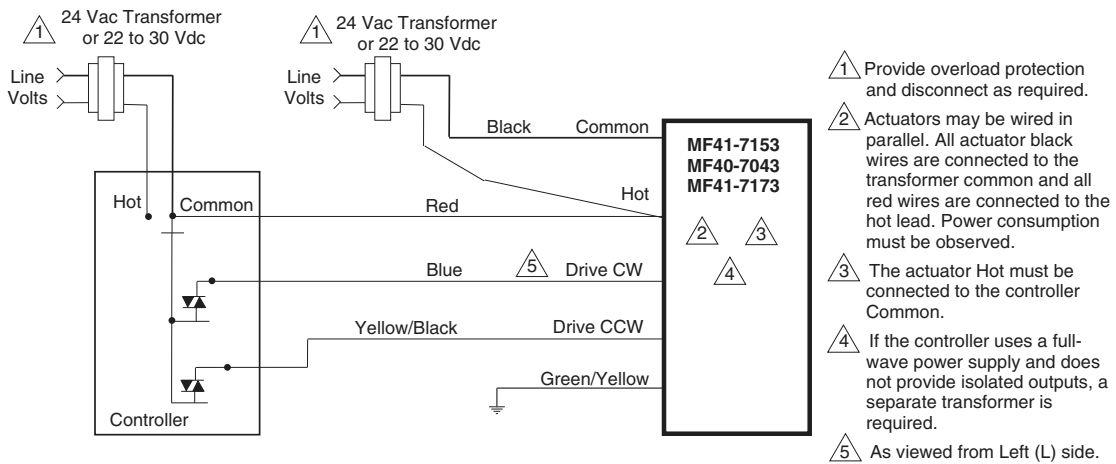 1
24 Vac Transformer
or 22 to 30 Vdc
Line
Volts
1
24 Vac Transformer
or 22 to 30 Vdc
Line
Volts
Black
Common
Hot
Common
Red
Hot
Blue
5
Drive CW
Yellow/Black
Drive CCW
Green/Yellow
Controller
MF41-7153
MF40-7043
MF41-7173
2
3
4
1 Provide overload protection
and disconnect as required.
2 Actuators may be wired in
parallel. All actuator black
wires are connected to the
transformer common and all
red wires are connected to the
hot lead. Power consumption
must be observed.
3 The actuator Hot must be
connected to the controller
Common.
4 If the controller uses a full-
wave power supply and does
not provide isolated outputs, a
separate transformer is
required.
5 As viewed from Left (L) side.